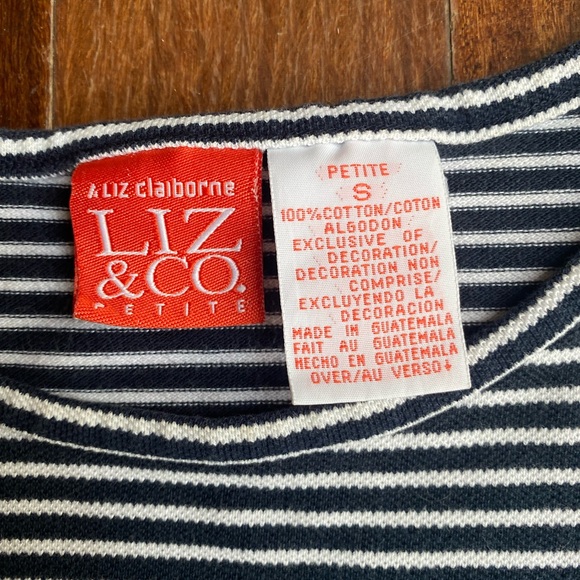 A LIZ claiborne
LIZ
&CO.
PETITE
PETITE
S
100%COTTON/COTON
ALGODON
EXCLUSIVE OF
DECORATION/
DECORATION NON
COMPRISE/
EXCLUYENDO LA
DECORACION
MADE IN GUATEMALA
FAIT AU GUATEMALA
HECHO EN GUATEMALA
OVER/AU VERSO↓